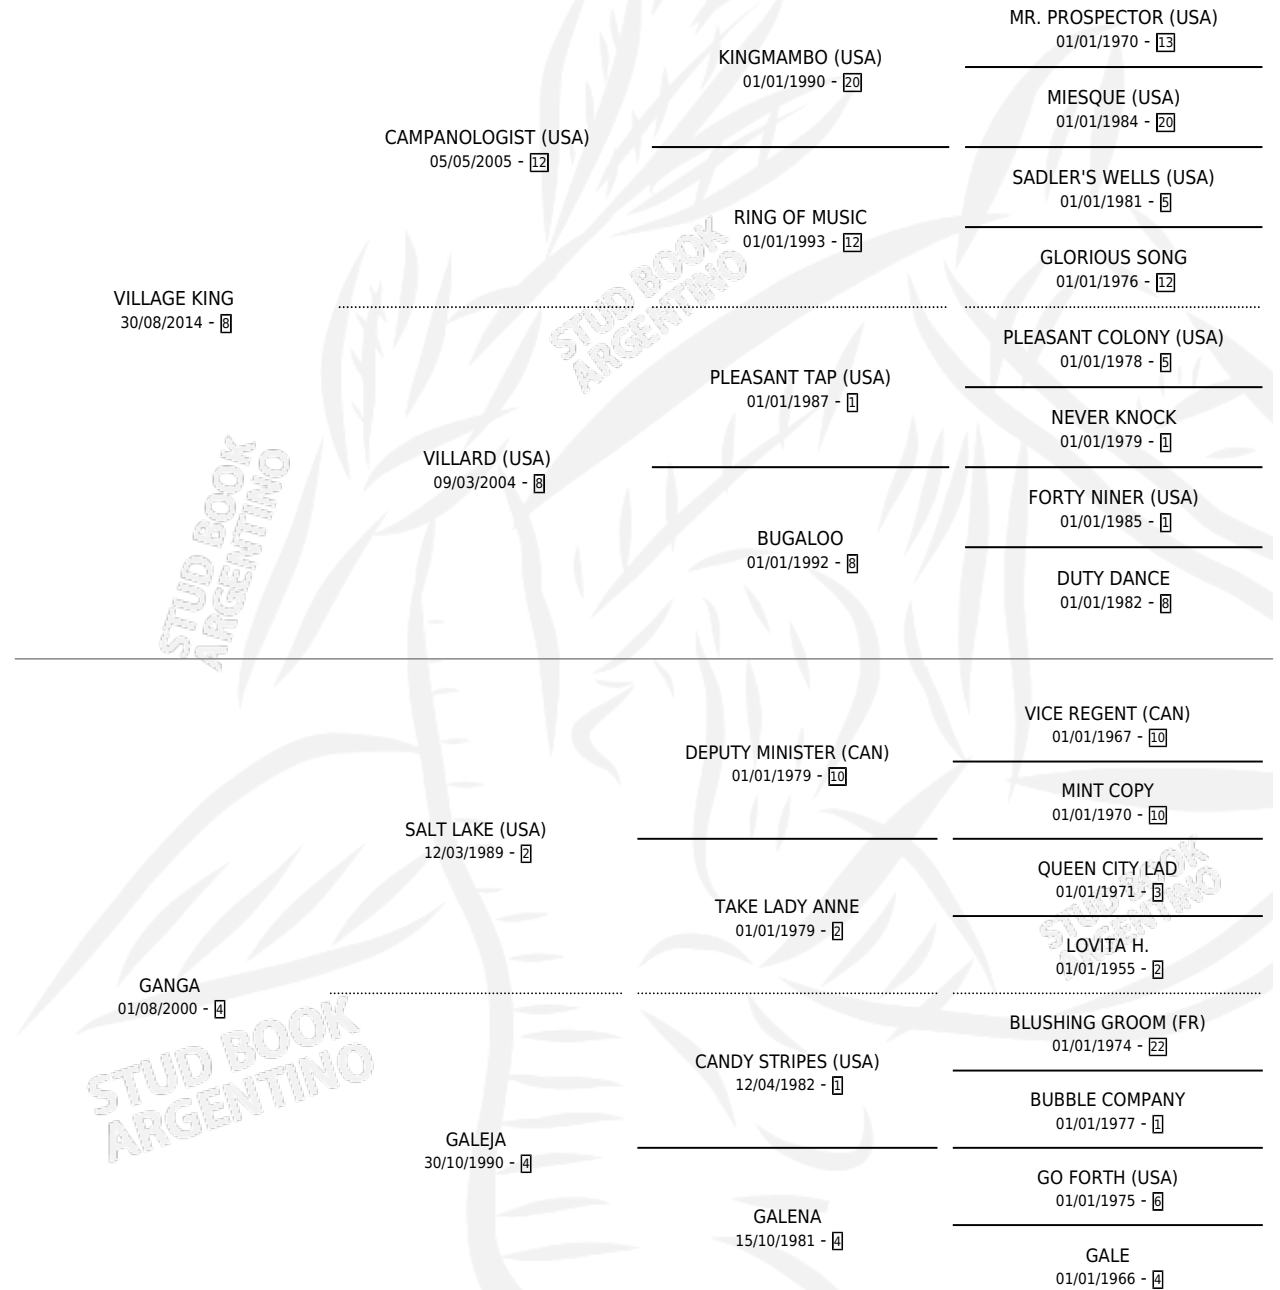 MR. PROSPECTOR (USA)
01/01/1970 - 13
KINGMAMBO (USA)
01/01/1990 - 20
MIESQUE (USA)
01/01/1984 - 20
CAMPANOLOGIST (USA)
05/05/2005 - 12
SADLER'S WELLS (USA)
01/01/1981 - 5
RING OF MUSIC
01/01/1993 - 12
GLORIOUS SONG
01/01/1976 - 12
VILLAGE KING
30/08/2014 - 8
STUD BOOK
ARGENTINO
PLEASANT COLONY (USA)
01/01/1978 - 5
PLEASANT TAP (USA)
01/01/1987 - 1
NEVER KNOCK
01/01/1979 - 1
VILLARD (USA)
09/03/2004 - 8
FORTY NINER (USA)
01/01/1985 - 1
BUGALOO
01/01/1992 - 8
DUTY DANCE
01/01/1982 - 8
STUD BOOK
ARGENTINO
VICE REGENT (CAN)
01/01/1967 - 10
DEPUTY MINISTER (CAN)
01/01/1979 - 10
MINT COPY
01/01/1970 - 10
SALT LAKE (USA)
12/03/1989 - 2
QUEEN CITY LAD
01/01/1971 - 3
TAKE LADY ANNE
01/01/1979 - 2
LOVITA H.
01/01/1955 - 2
STUD BOOK
ARGENTINO
GANGA
01/08/2000 - 4
BLUSHING GROOM (FR)
01/01/1974 - 22
CANDY STRIPES (USA)
12/04/1982 - 1
BUBBLE COMPANY
01/01/1977 - 1
STUD BOOK
ARGENTINO
GALEJA
30/10/1990 - 4
GO FORTH (USA)
01/01/1975 - 6
GALENA
15/10/1981 - 4
GALE
01/01/1966 - 4